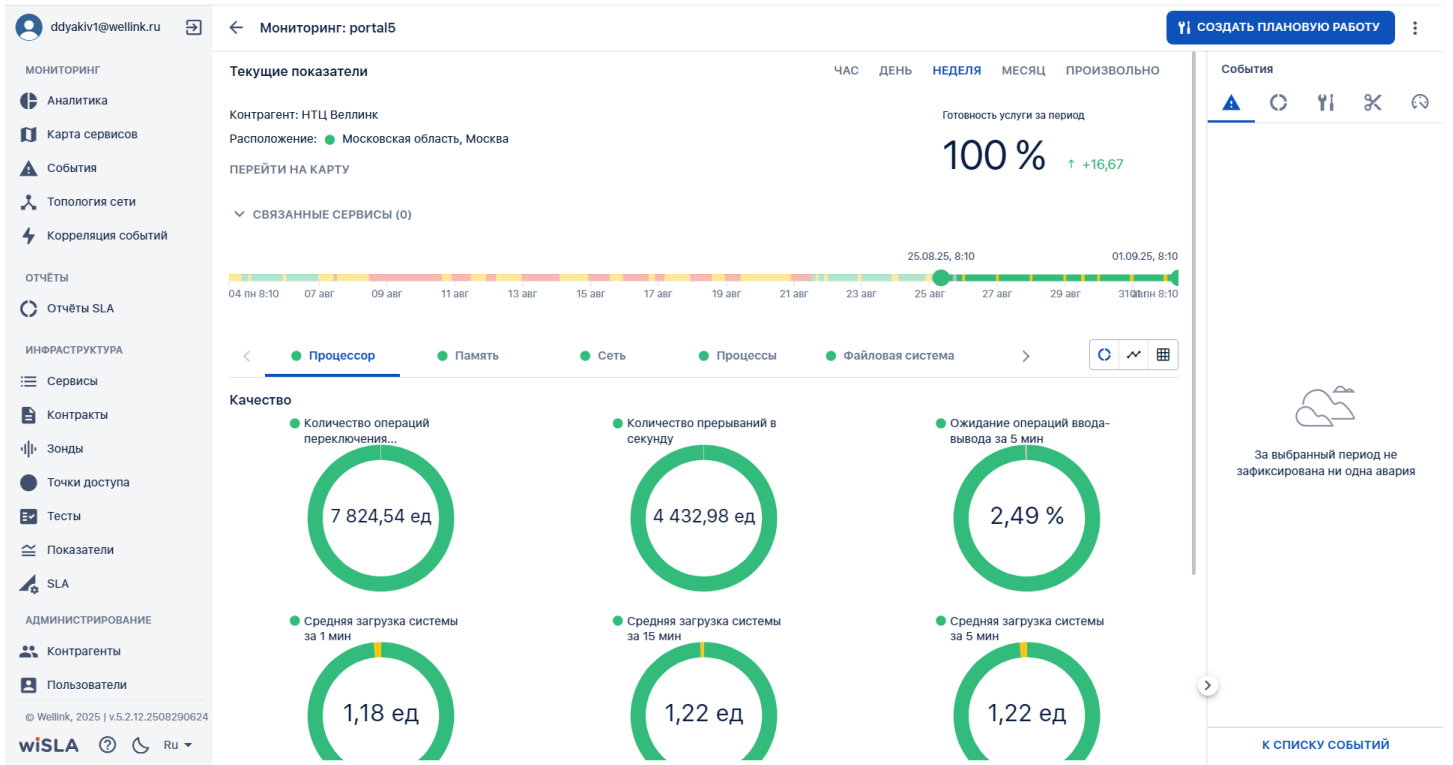 ddyakiv1@wellink.ru
МОНИТОРИНГ
Аналитика
Карта сервисов
События
Топология сети
Корреляция событий
ОТЧЁТЫ
Отчёты SLA
ИНФРАСТРУКТУРА
Сервисы
Контракты
Зонды
Точки доступа
Тесты
Показатели
SLA
АДМИНИСТРИРОВАНИЕ
Контрагенты
Пользователи
© Wellink, 2025 | v.5.2.12.2508290624
wiSLA
Ru
Мониторинг: portal5
СОЗДАТЬ ПЛАНОВУЮ РАБОТУ
Текущие показатели
ЧАС ДЕНЬ НЕДЕЛЯ МЕСЯЦ ПРОИЗВОЛЬНО
Контрагент: НТЦ Веллинк
Расположение: Московская область, Москва
ПЕРЕЙТИ НА КАРТУ
Готовность услуги за период
100 % ↑ +16,67
СВЯЗАННЫЕ СЕРВИСЫ (0)
25.08.25, 8:10 01.09.25, 8:10
04 пн 8:10 07 авг 09 авг 11 авг 13 авг 15 авг 17 авг 19 авг 21 авг 23 авг 25 авг 27 авг 29 авг 31 пн 8:10
Процессор Память Сеть Процессы Файловая система
Качество
Количество операций
переключения...
7 824,54 ед
Количество прерываний в
секунду
4 432,98 ед
Ожидание операций ввода-
вывода за 5 мин
2,49 %
Средняя загрузка системы
за 1 мин
1,18 ед
Средняя загрузка системы
за 15 мин
1,22 ед
Средняя загрузка системы
за 5 мин
1,22 ед
События
За выбранный период не
зафиксирована ни одна авария
К СПИСКУ СОБЫТИЙ